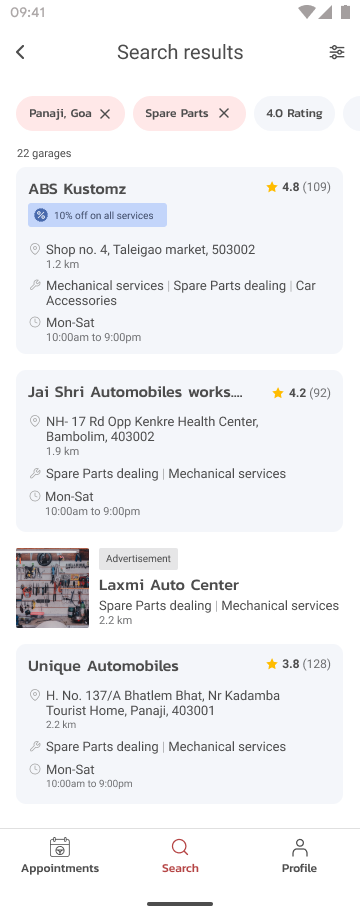 09:41
Search results
Panaji, Goa
Spare Parts
4.0 Rating
22 garages
ABS Kustomz
4.8 (109)
10% off on all services
Shop no. 4, Taleigao market, 503002
1.2 km
Mechanical services | Spare Parts dealing | Car
Accessories
Mon-Sat
10:00am to 9:00pm
Jai Shri Automobiles works....
4.2 (92)
NH- 17 Rd Opp Kenkre Health Center,
Bambolim, 403002
1.9 km
Spare Parts dealing | Mechanical services
Mon-Sat
10:00am to 9:00pm
Advertisement
Laxmi Auto Center
Spare Parts dealing | Mechanical services
2.2 km
Unique Automobiles
3.8 (128)
H. No. 137/A Bhatlem Bhat, Nr Kadamba
Tourist Home, Panaji, 403001
2.2 km
Spare Parts dealing | Mechanical services
Mon-Sat
10:00am to 9:00pm
Appointments
Search
Profile